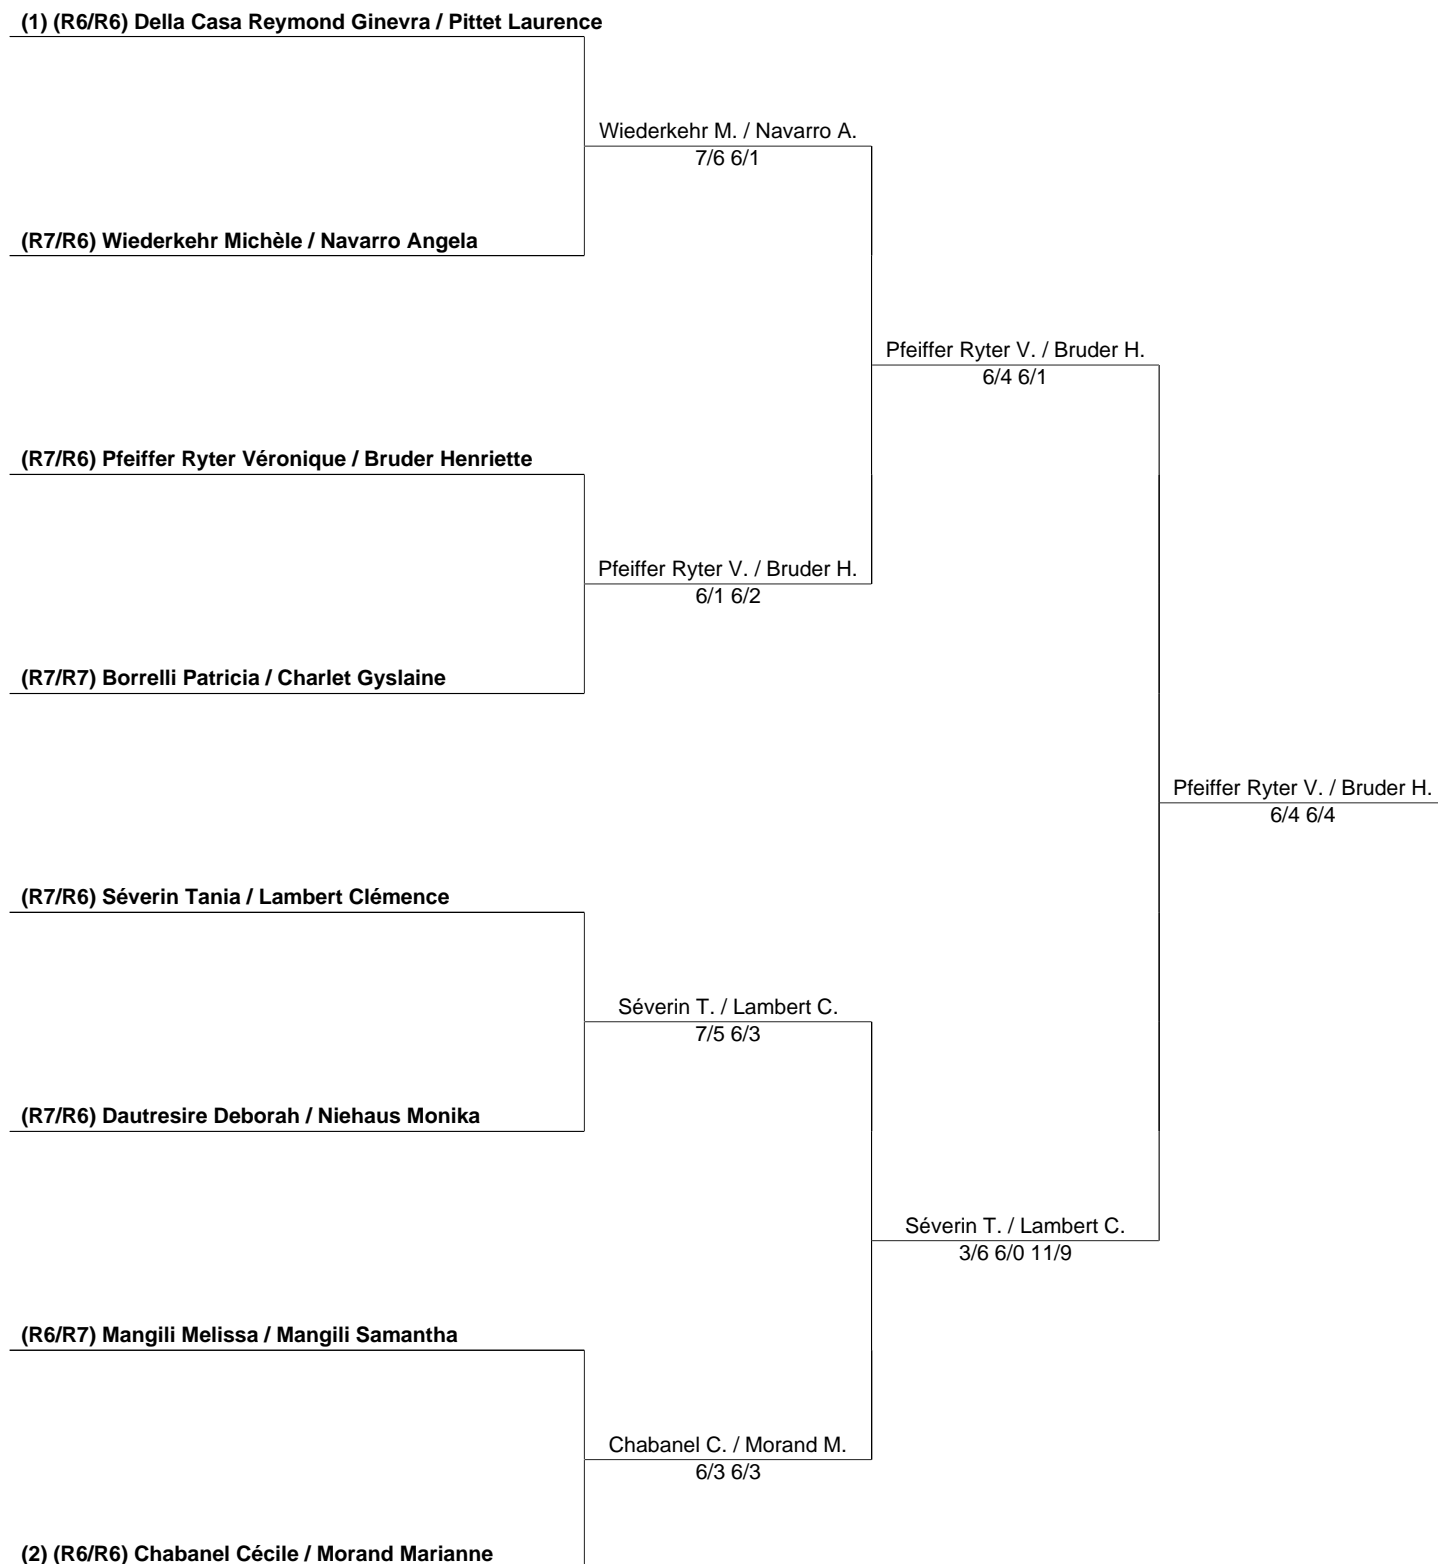 (1) (R6/R6) Della Casa Reymond Ginevra / Pittet Laurence
Wiederkehr M. / Navarro A.
7/6 6/1
(R7/R6) Wiederkehr Michèle / Navarro Angela
Pfeiffer Ryter V. / Bruder H.
6/4 6/1
(R7/R6) Pfeiffer Ryter Véronique / Bruder Henriette
Pfeiffer Ryter V. / Bruder H.
6/1 6/2
(R7/R7) Borrelli Patricia / Charlet Gyslaine
Pfeiffer Ryter V. / Bruder H.
6/4 6/4
(R7/R6) Séverin Tania / Lambert Clémence
Séverin T. / Lambert C.
7/5 6/3
(R7/R6) Dautresire Deborah / Niehaus Monika
Séverin T. / Lambert C.
3/6 6/0 11/9
(R6/R7) Mangili Melissa / Mangili Samantha
Chabanel C. / Morand M.
6/3 6/3
(2) (R6/R6) Chabanel Cécile / Morand Marianne